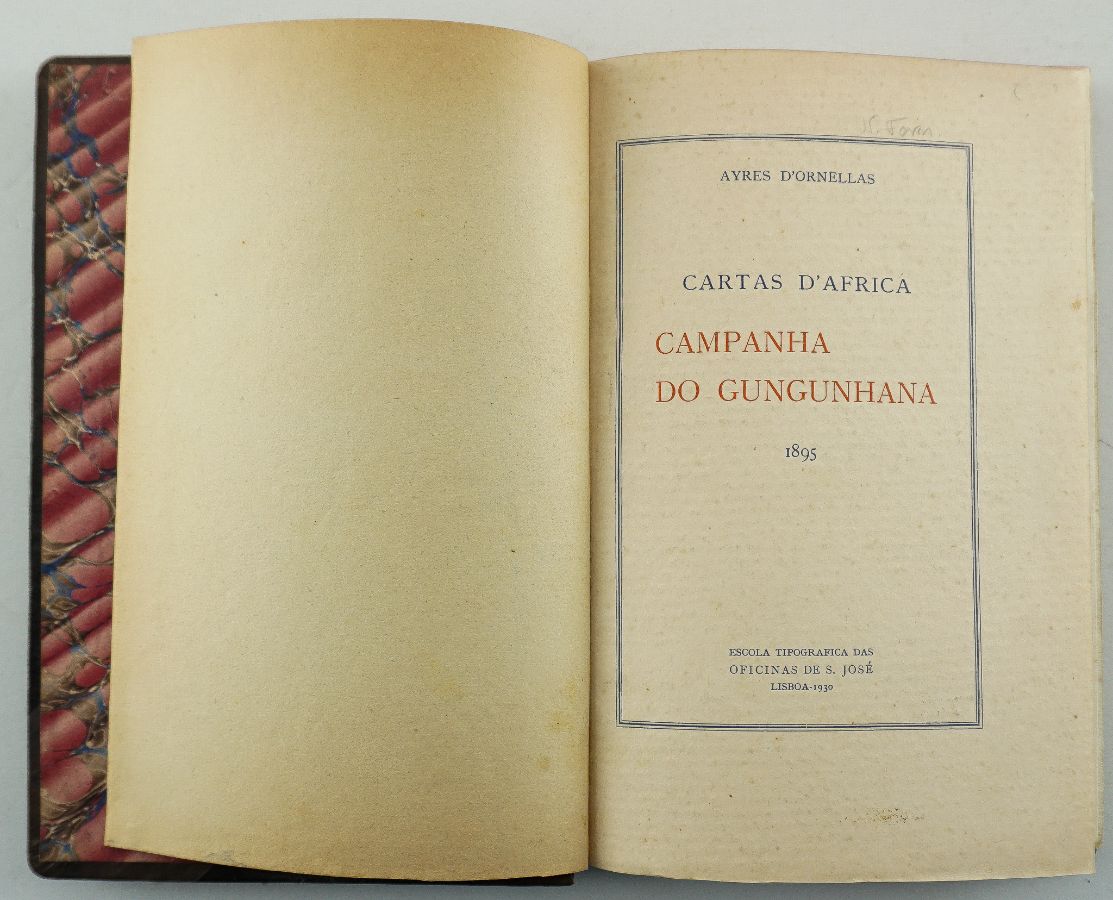 AYRES D'ORNELLAS
CARTAS D'AFRICA
CAMPANHA
DO GUNGUNHANA
1895
ESCOLA TIPOGRAFICA DAS
OFICINAS DE S. JOSÉ
LISBOA-1930